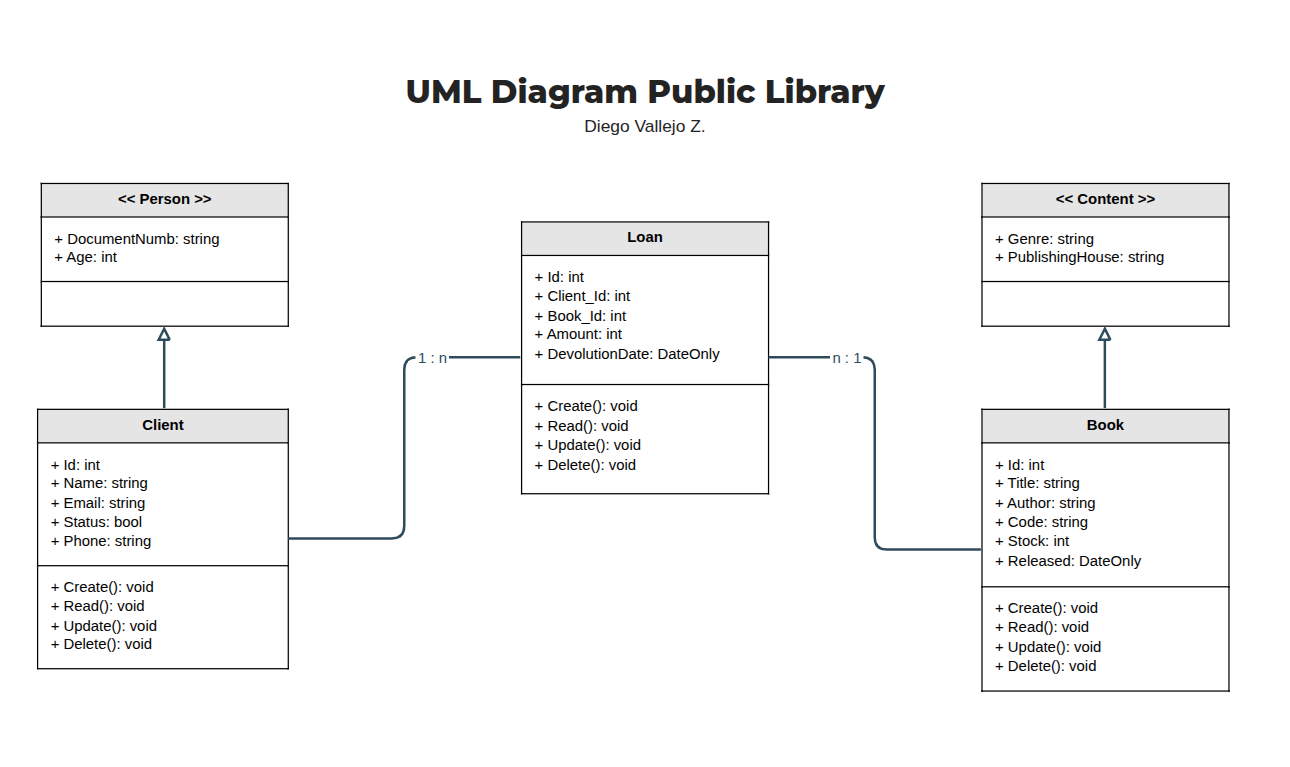 UML Diagram Public Library
Diego Vallejo Z.
<< Person >>
+ DocumentNumb: string
+ Age: int
Client
+ Id: int
+ Name: string
+ Email: string
+ Status: bool
+ Phone: string
+ Create(): void
+ Read(): void
+ Update(): void
+ Delete(): void
1 : n
Loan
+ Id: int
+ Client_Id: int
+ Book_Id: int
+ Amount: int
+ DevolutionDate: DateOnly
+ Create(): void
+ Read(): void
+ Update(): void
+ Delete(): void
n : 1
<< Content >>
+ Genre: string
+ PublishingHouse: string
Book
+ Id: int
+ Title: string
+ Author: string
+ Code: string
+ Stock: int
+ Released: DateOnly
+ Create(): void
+ Read(): void
+ Update(): void
+ Delete(): void